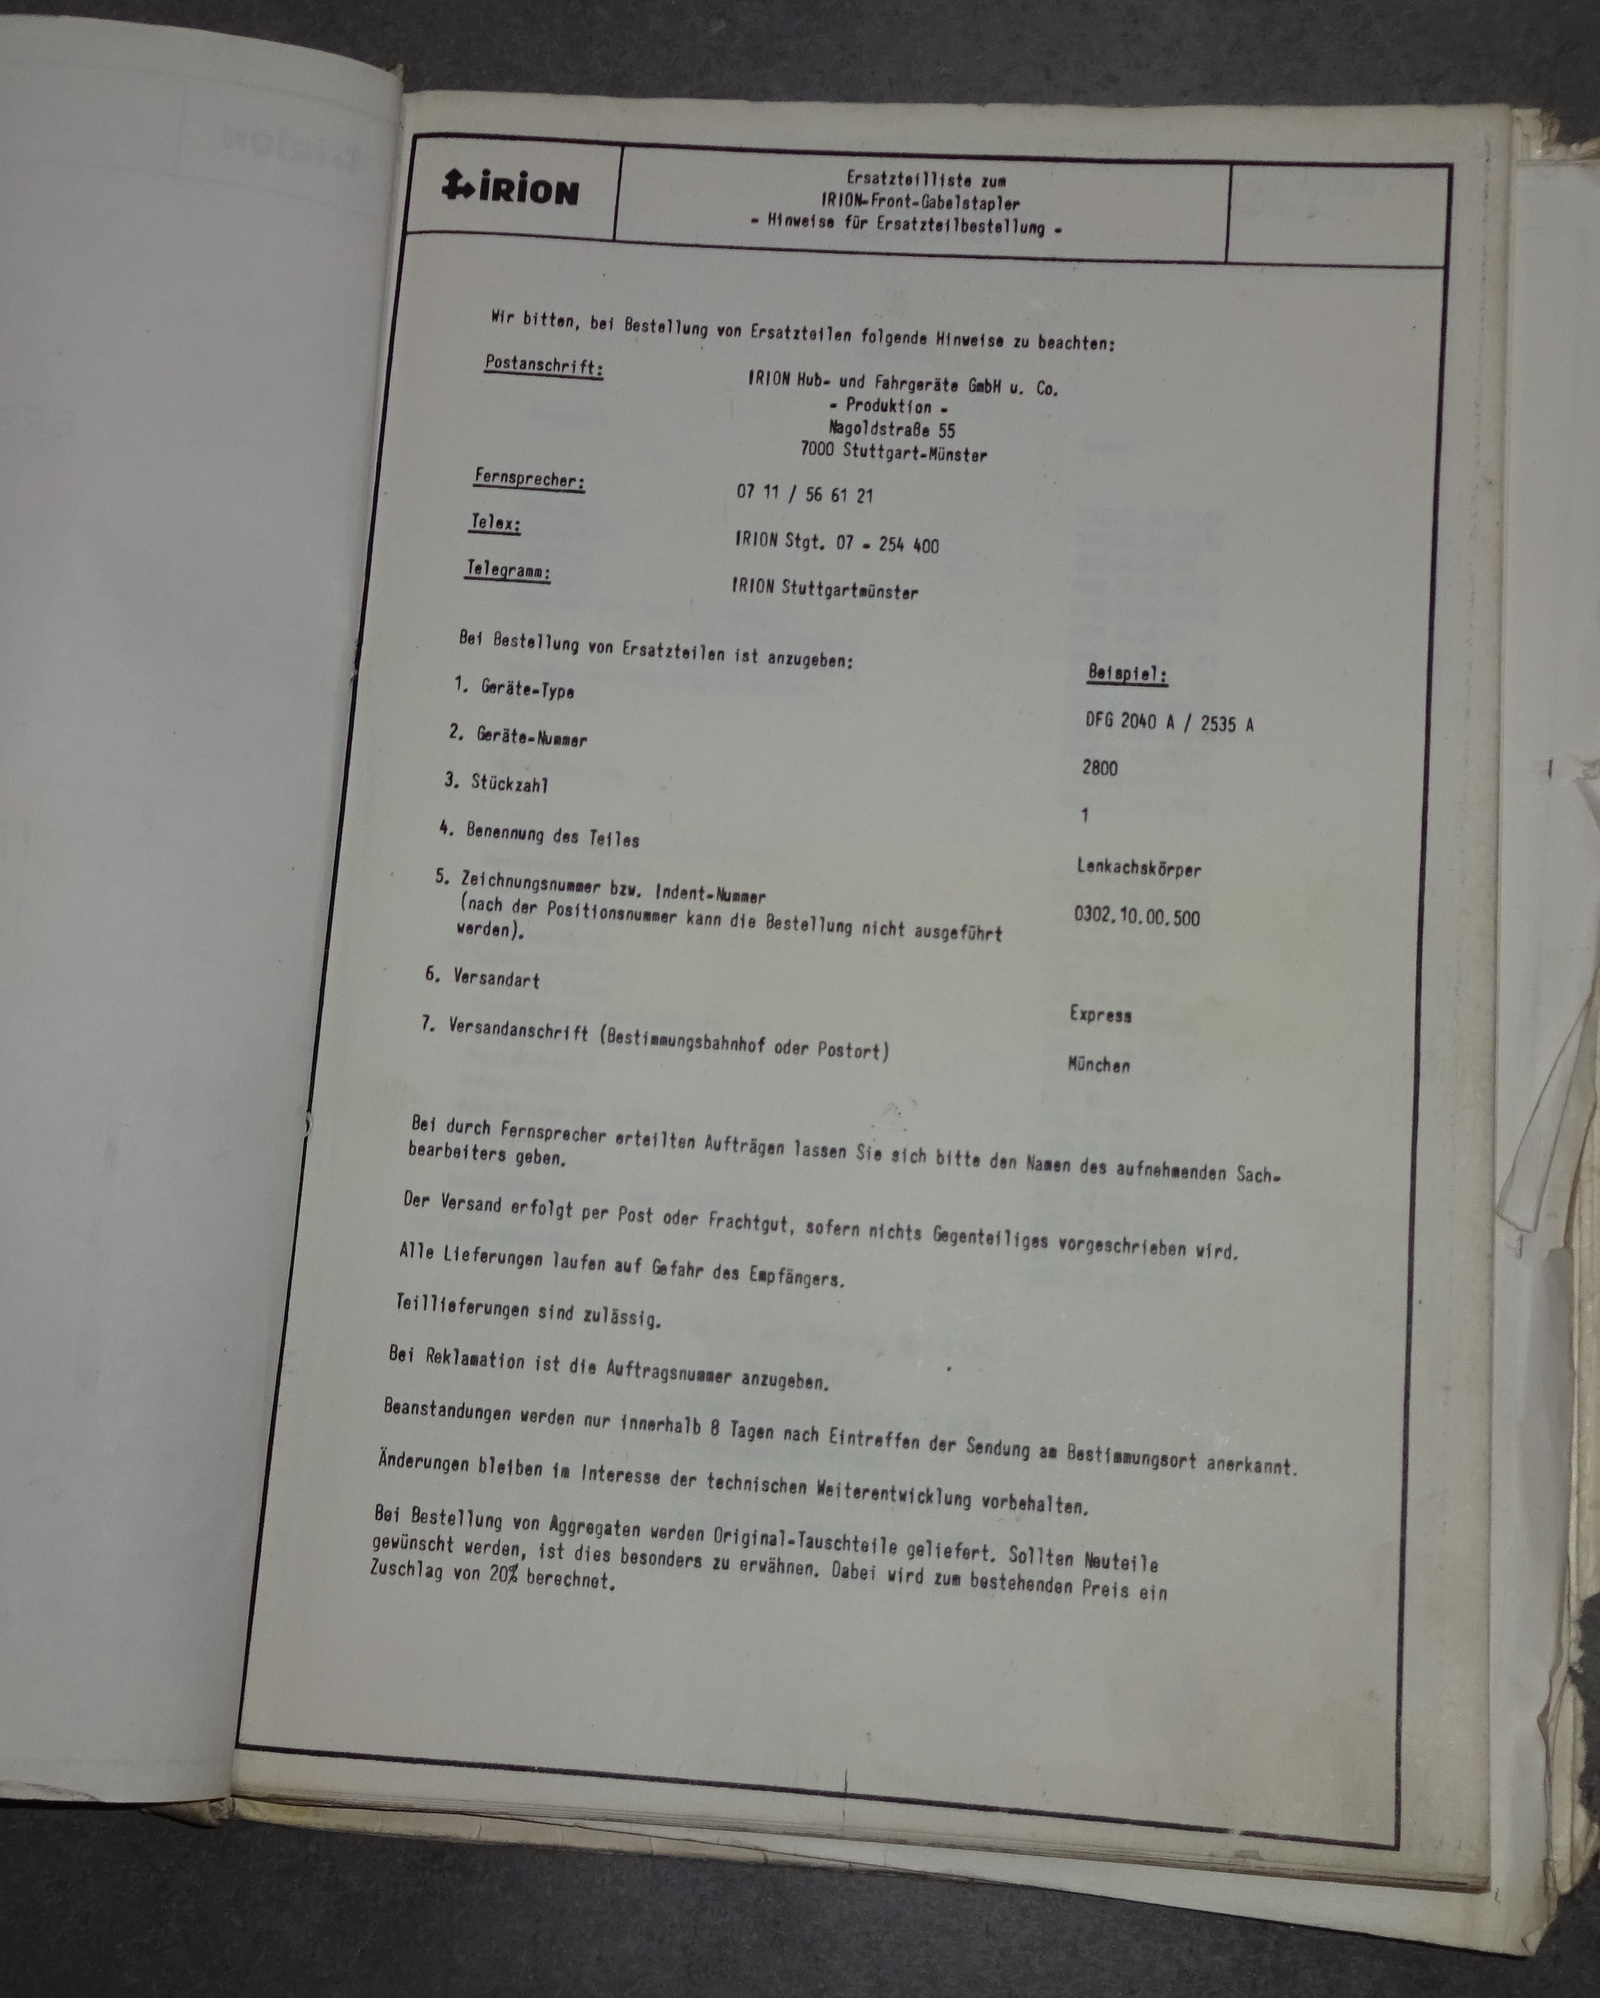 IRION
Ersatzteilliste zum
IRION-Front-Gabelstapler
- Hinweise für Ersatzteilbestellung -
Wir bitten, bei Bestellung von Ersatzteilen folgende Hinweise zu beachten:
Postanschrift:
IRION Hub- und Fahrgeräte GmbH u. Co.
- Produktion -
Nagoldstraße 55
7000 Stuttgart-Münster
Fernsprecher:
07 11 / 56 61 21
Telex:
IRION Stgt. 07 - 254 400
Telegramm:
IRION Stuttgartmünster
Bei Bestellung von Ersatzteilen ist anzugeben:
Beispiel:
1. Geräte-Type
DFG 2040 A / 2535 A
2. Geräte-Nummer
2800
3. Stückzahl
1
4. Benennung des Teiles
Lenkachskörper
5. Zeichnungsnummer bzw. Indent-Nummer
0302.10.00.500
(nach der Positionsnummer kann die Bestellung nicht ausgeführt
werden).
6. Versandart
Express
7. Versandanschrift (Bestimmungsbahnhof oder Postort)
München
Bei durch Fernsprecher erteilten Aufträgen lassen Sie sich bitte den Namen des aufnehmenden Sach-
bearbeiters geben.
Der Versand erfolgt per Post oder Frachtgut, sofern nichts Gegenteiliges vorgeschrieben wird.
Alle Lieferungen laufen auf Gefahr des Empfängers.
Teillieferungen sind zulässig.
Bei Reklamation ist die Auftragsnummer anzugeben.
Beanstandungen werden nur innerhalb 8 Tagen nach Eintreffen der Sendung am Bestimmungsort anerkannt.
Änderungen bleiben im Interesse der technischen Weiterentwicklung vorbehalten.
Bei Bestellung von Aggregaten werden Original-Tauschteile geliefert. Sollten Neuteile
gewünscht werden, ist dies besonders zu erwähnen. Dabei wird zum bestehenden Preis ein
Zuschlag von 20% berechnet.